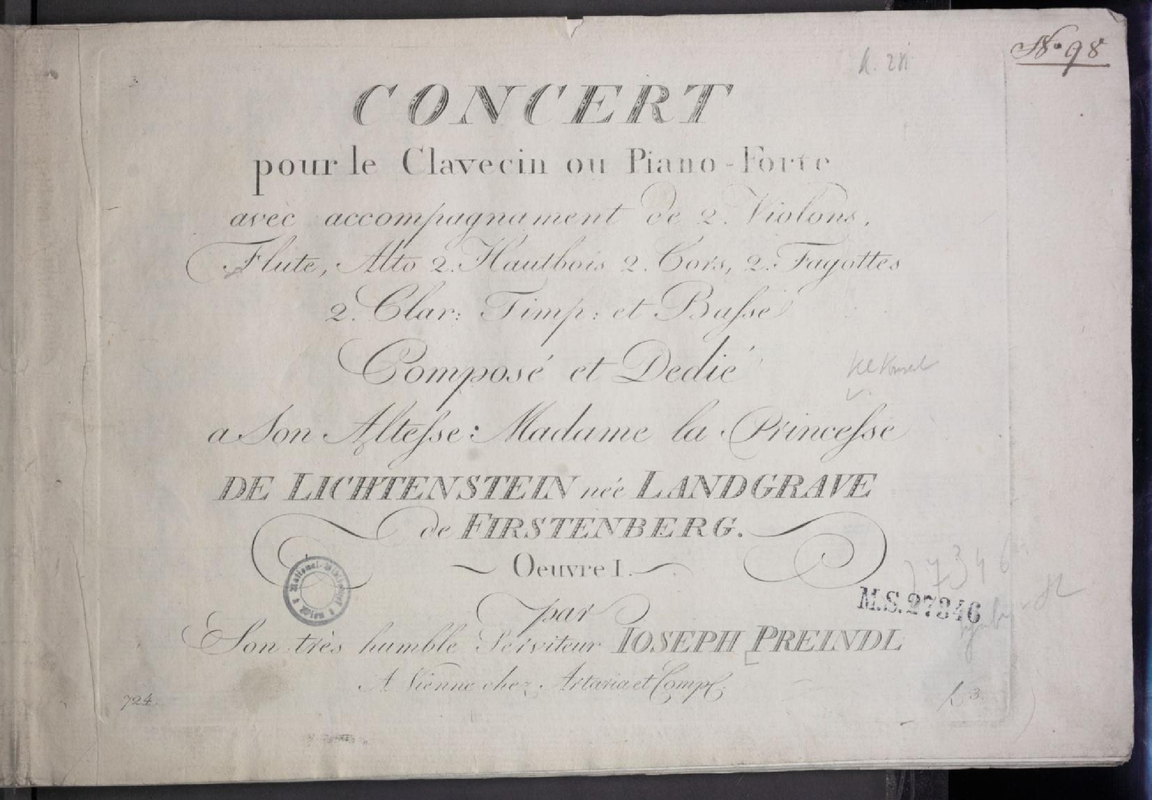 No. 98
CONCERT
pour le Clavecin ou Piano-Forte
avec accompagnament de 2. Violons,
Flute, Alto 2. Hautbois 2. Cors, 2. Fagottes
2. Clar: Timp: et Basse
Composé et Dedié
a Son Altesse: Madame la Princesse
DE LICHTENSTEIN née LANDGRAVE
de FIRSTENBERG.
Oeuvre I.
par
M.S. 27346
Son très humble Serviteur IOSEPH PREINDL
A Vienne chez Artaria et Comp.
724.